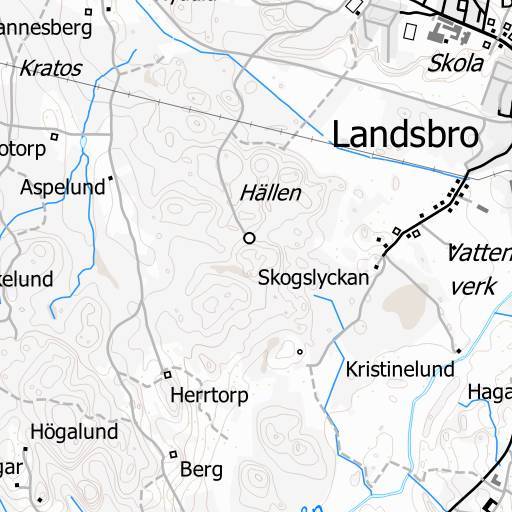 annesberg
Kratos
Skola
Landsbro
otorp
Aspelund
Hällen
Vatten
verk
kelund
Skogslyckan
Kristinelund
Haga
Herrtorp
Högalund
gar
Berg